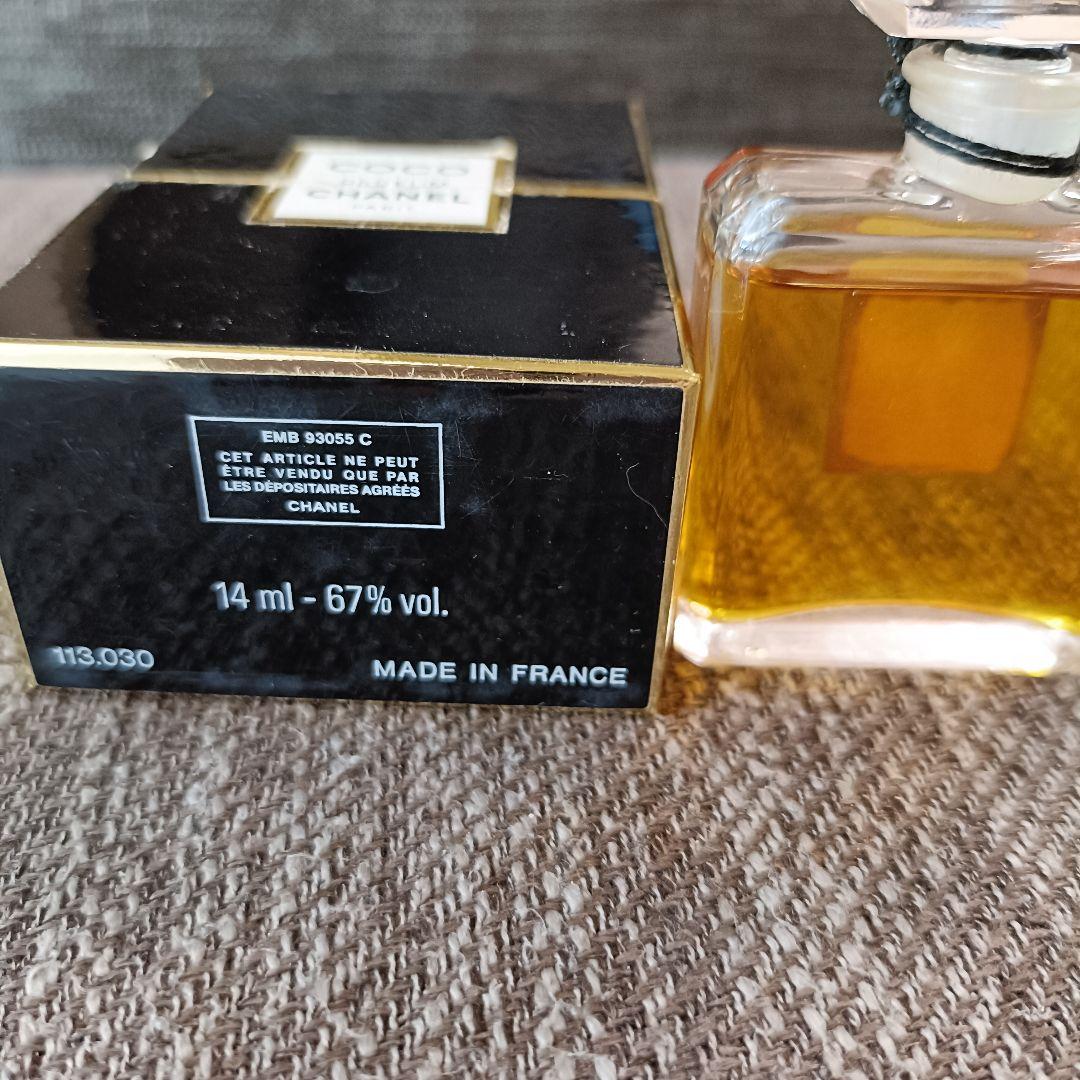 COCO
CHANEL
PARIS
EMB 93055 C
CET ARTICLE NE PEUT
ÊTRE VENDU QUE PAR
LES DÉPOSITAIRES AGRÉÉS
CHANEL
14 ml - 67% vol.
113.030
MADE IN FRANCE